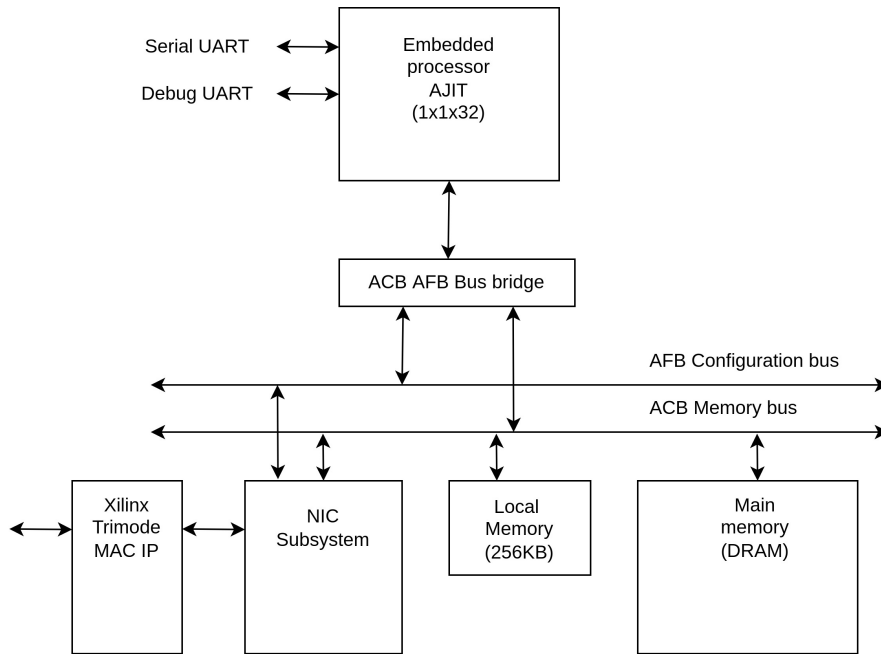 Serial UART
Debug UART
Embedded
processor
AJIT
(1x1x32)
ACB AFB Bus bridge
AFB Configuration bus
ACB Memory bus
Xilinx
Trimode
MAC IP
NIC
Subsystem
Local
Memory
(256KB)
Main
memory
(DRAM)